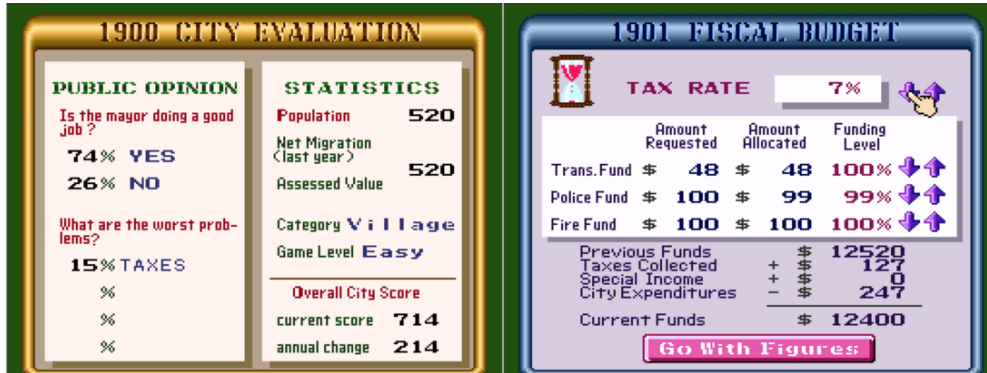 1900 CITY EVALUATION
PUBLIC OPINION
Is the mayor doing a good
job ?
74% YES
26% NO
What are the worst prob-
lems?
15% TAXES
%
%
%
STATISTICS
Population 520
Net Migration
(last year)
520
Assessed Value
Category Village
Game Level Easy
Overall City Score
current score 714
annual change 214
1901 FISCAL BUDGET
TAX RATE 7%
Amount Amount Funding
Requested Allocated Level
Trans.Fund $ 48 $ 48 100%
Police Fund $ 100 $ 99 99%
Fire Fund $ 100 $ 100 100%
Previous Funds $ 12520
Taxes Collected + $ 127
Special Income + $ 0
City Expenditures - $ 247
Current Funds $ 12400
Go With Figures